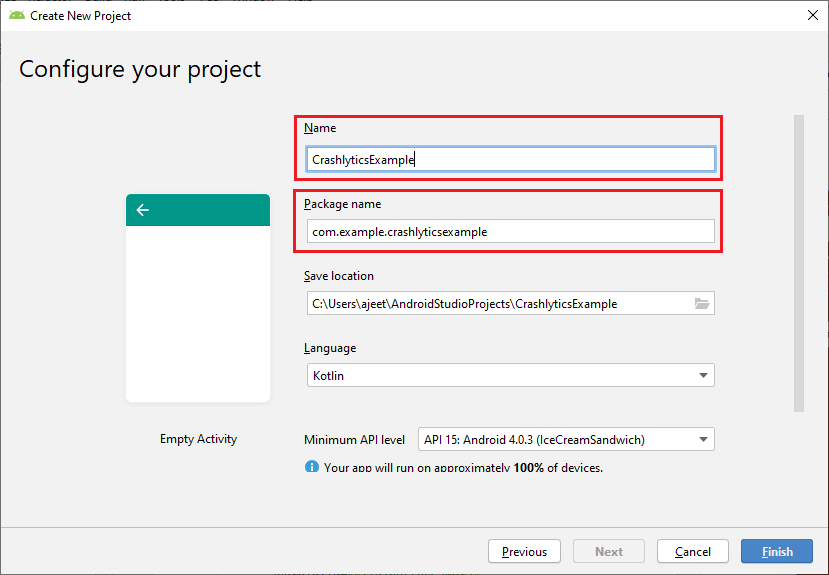 Create New Project
Configure your project
Name
CrashlyticsExample
Package name
com.example.crashlyticsexample
Save location
C:\Users\ajeet\AndroidStudioProjects\CrashlyticsExample
Language
Kotlin
Empty Activity
Minimum API level API 15: Android 4.0.3 (IceCreamSandwich)
Your app will run on approximately 100% of devices.
Previous Next Cancel Finish